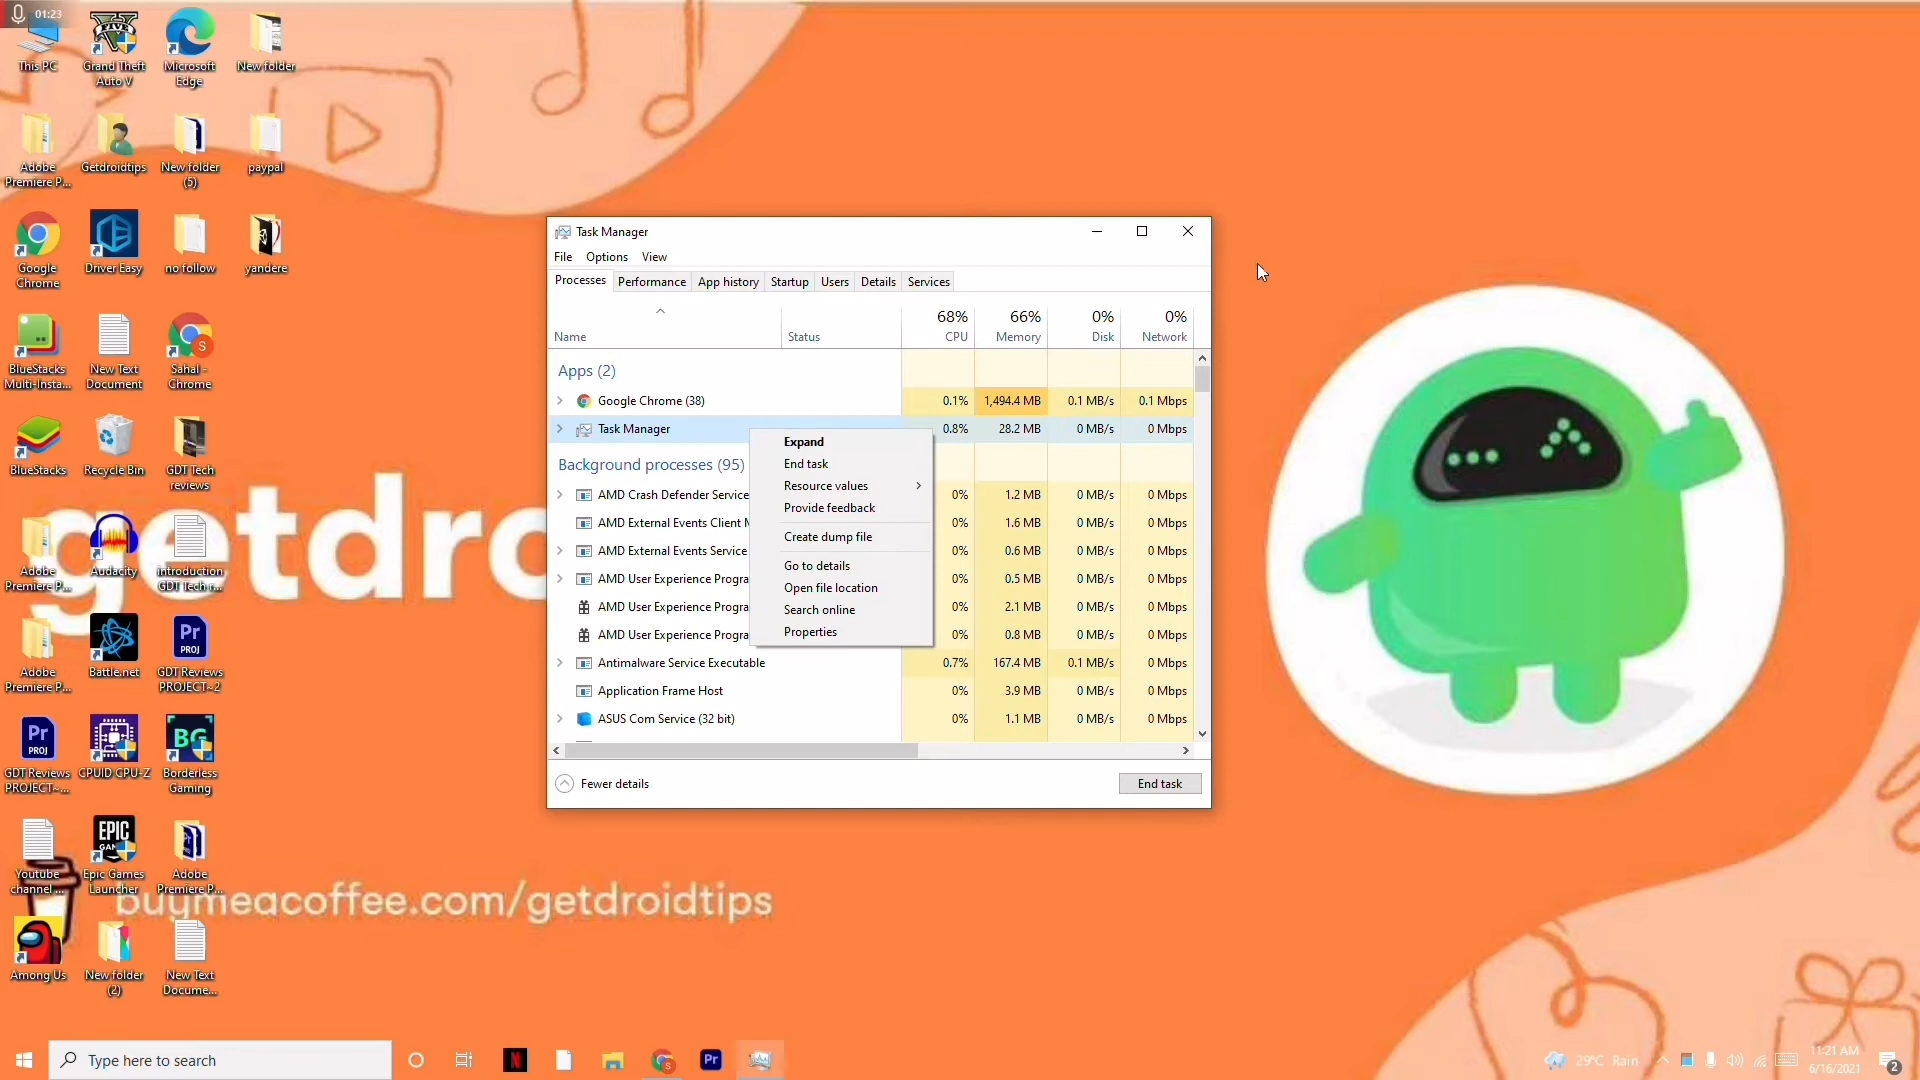 01:23
This PC
Grand Theft
Auto V
Microsoft
Edge
New folder
Adobe
Premiere P...
Getdroidtips
New folder
(5)
paypal
Google
Chrome
Driver Easy
no follow
yandere
BlueStacks
Multi-Insta...
New Text
Document
Sahal -
Chrome
BlueStacks
Recycle Bin
GDT Tech
reviews
Adobe
Premiere P...
Audacity
introduction
GDT Tech r...
Adobe
Premiere P...
Battle.net
GDT Reviews
PROJECT~2
GDT Reviews
PROJECT~...
CPUID CPU-Z
Borderless
Gaming
Youtube
channel ...
Epic Games
Launcher
Adobe
Premiere P...
Among Us
New folder
(2)
New Text
Docume...
FIVE
S
Pr
PROJ
Pr
PROJ
BG
EPIC
getdro
buymeacoffee.com/getdroidtips
Task Manager
File Options View
Processes Performance App history Startup Users Details Services
68% 66% 0% 0%
Name Status CPU Memory Disk Network
Apps (2)
Google Chrome (38) 0.1% 1,494.4 MB 0.1 MB/s 0.1 Mbps
Task Manager 0.8% 28.2 MB 0 MB/s 0 Mbps
Background processes (95)
AMD Crash Defender Service 0% 1.2 MB 0 MB/s 0 Mbps
AMD External Events Client 0% 1.6 MB 0 MB/s 0 Mbps
AMD External Events Service 0% 0.6 MB 0 MB/s 0 Mbps
AMD User Experience Progra 0% 0.5 MB 0 MB/s 0 Mbps
AMD User Experience Progra 0% 2.1 MB 0 MB/s 0 Mbps
AMD User Experience Progra 0% 0.8 MB 0 MB/s 0 Mbps
Antimalware Service Executable 0.7% 167.4 MB 0.1 MB/s 0 Mbps
Application Frame Host 0% 3.9 MB 0 MB/s 0 Mbps
ASUS Com Service (32 bit) 0% 1.1 MB 0 MB/s 0 Mbps
Expand
End task
Resource values
Provide feedback
Create dump file
Go to details
Open file location
Search online
Properties
Fewer details
End task
Type here to search
N
S
Pr
29°C Rain
11:21 AM
6/16/2021
2